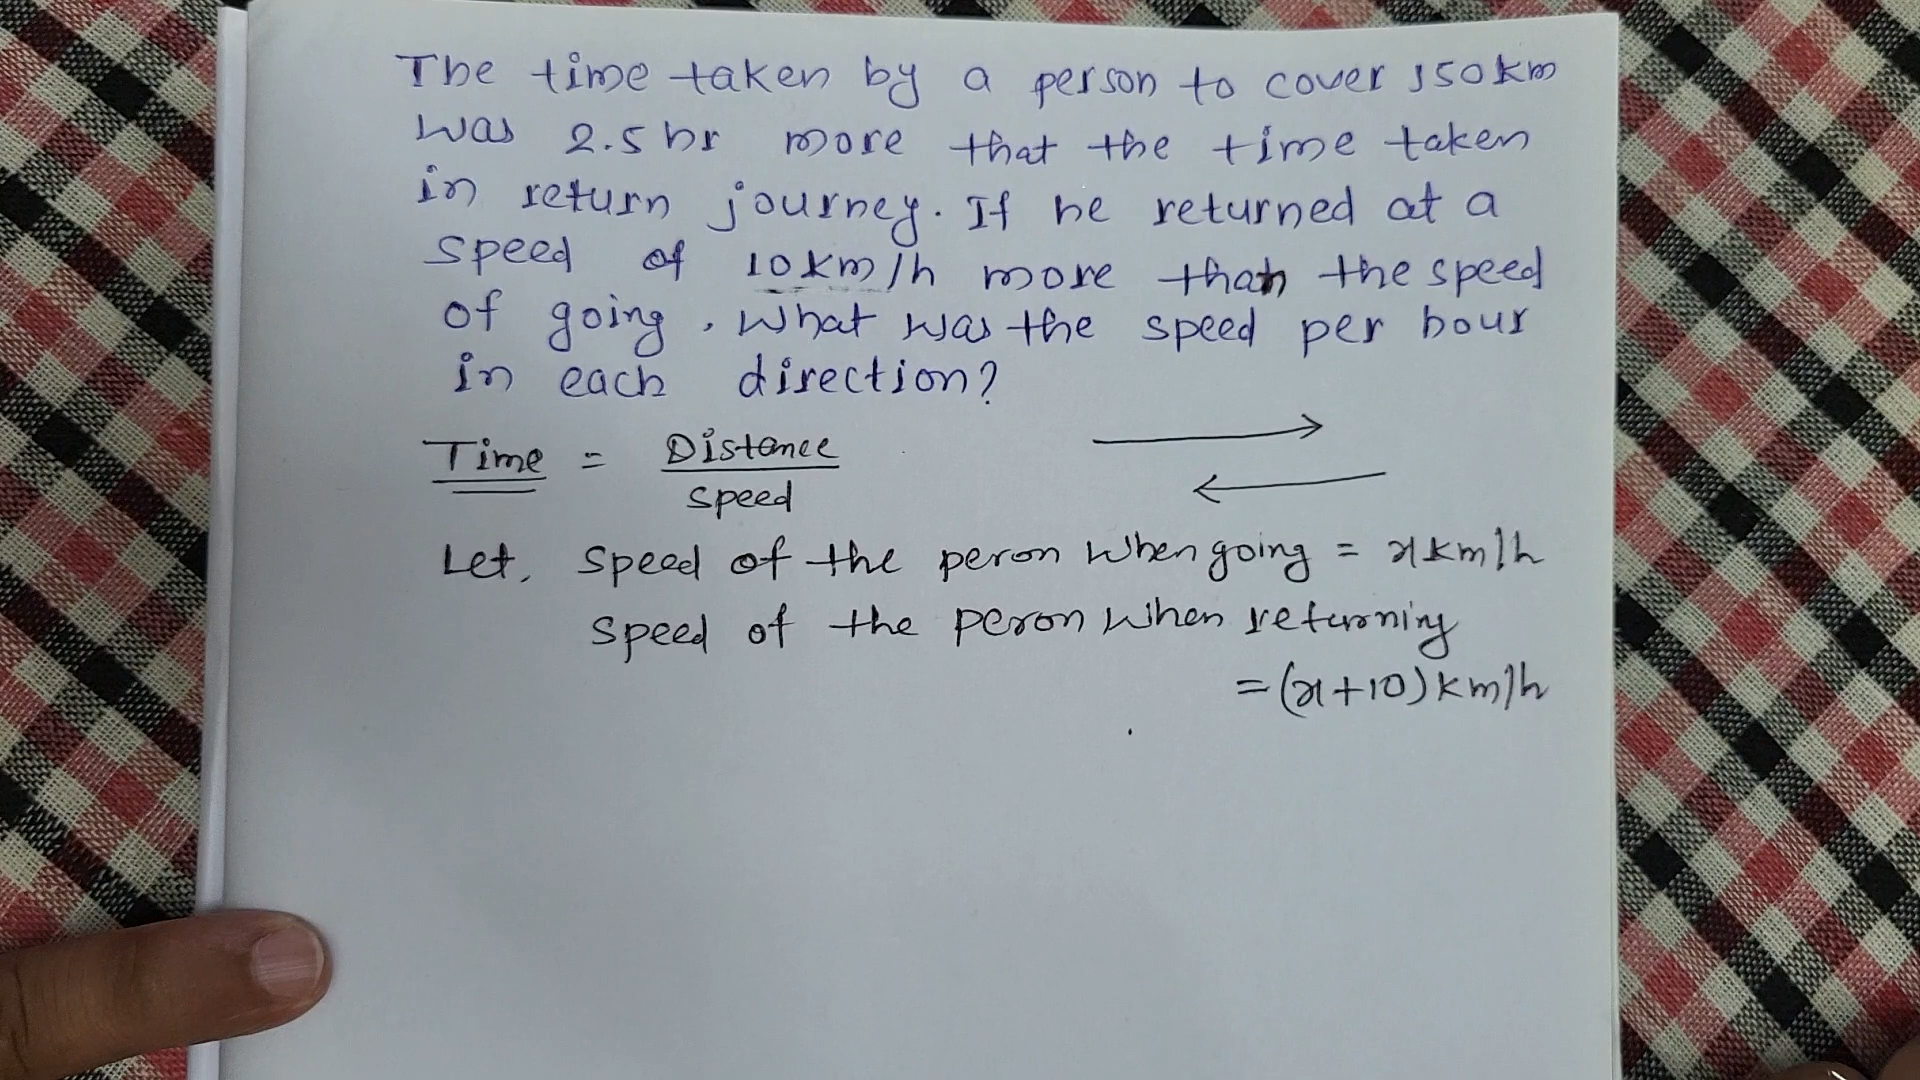 The time taken by a person to cover 150km
was 2.5 hr more that the time taken
in return journey. If he returned at a
speed of 10km/h more than the speed
of going, what was the speed per hour
in each direction?
Time = Distance
speed
Let, speed of the peron when going = x km/h
speed of the peron when returning
= (x+10) km/h